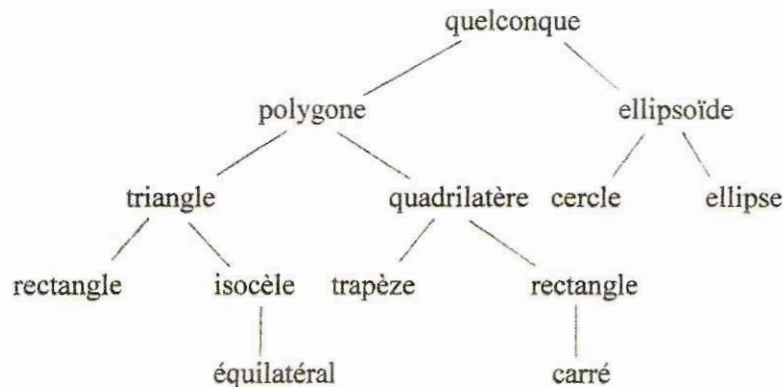 quelconque
polygone ellipsoïde
triangle quadrilatère cercle ellipse
rectangle isocèle trapèze rectangle
équilatéral carré